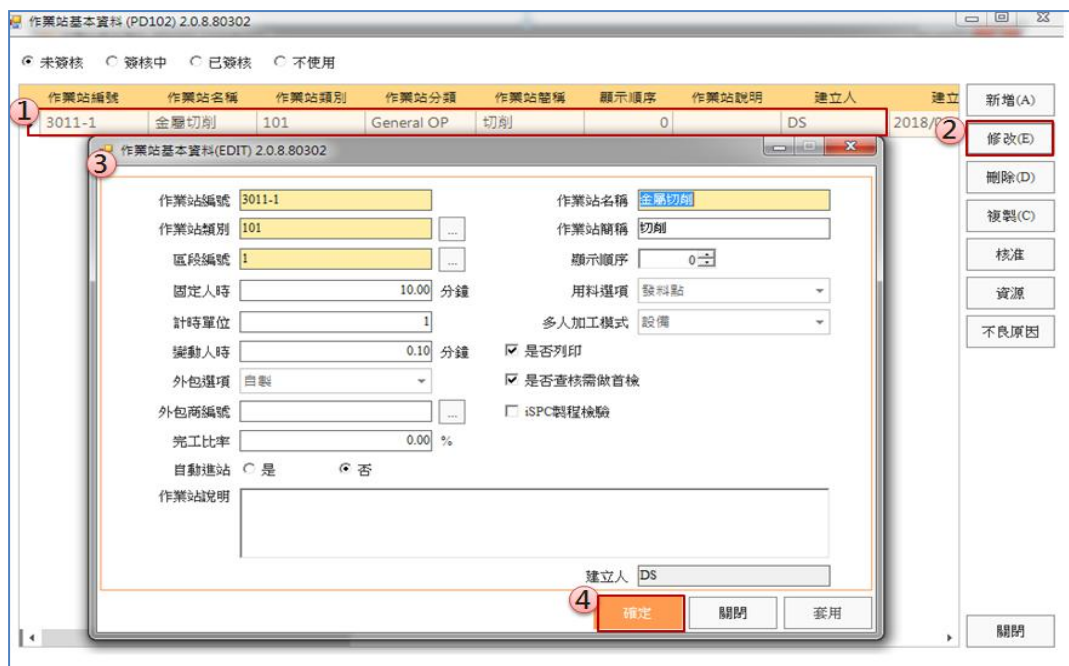 作業站基本資料 (PD102) 2.0.8.80302
未簽核 簽核中 已簽核 不使用
作業站編號 作業站名稱 作業站類別 作業站分類 作業站簡稱 顯示順序 作業站說明 建立人 建立
新增(A)
1
3011-1 金屬切削 101 General OP 切削 0 DS 2018/0
2
修改(E)
3
作業站基本資料(EDIT) 2.0.8.80302
刪除(D)
作業站編號 3011-1 作業站名稱 金屬切削
複製(C)
作業站類別 101 ... 作業站簡稱 切削
區段編號 1 ... 顯示順序 0
核准
固定人時 10.00 分鐘 用料選項 發料點
資源
計時單位 1 多人加工模式 設備
不良原因
變動人時 0.10 分鐘 是否列印
外包選項 自製 是否查核需做首檢
外包商編號 ... iSPC製程檢驗
完工比率 0.00 %
自動進站 是 否
作業站說明
建立人 DS
4
確定 關閉 套用
關閉